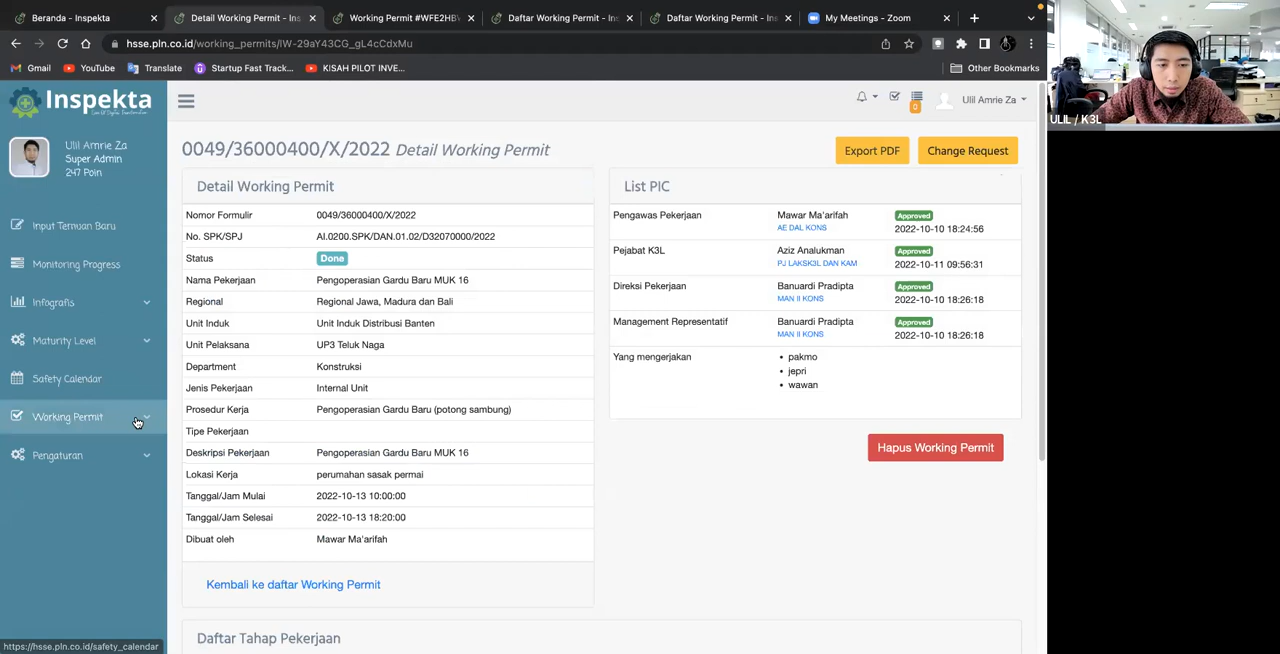 Beranda - Inspekta
Detail Working Permit - Ins
Working Permit #WFE2HB
Daftar Working Permit - Ins
Daftar Working Permit - Ins
My Meetings - Zoom
hsse.pln.co.id/working_permits/IW-29aY43CG_gL4cCdxMu
Gmail
YouTube
Translate
Startup Fast Track...
KISAH PILOT IVE...
Other Bookmarks
ULIL / K3L
Inspekta
Ulil Amrie Za
Ulil Amrie Za
Super Admin
247 Poin
0
0049/36000400/X/2022 Detail Working Permit
Export PDF
Change Request
Input Temuan Baru
Monitoring Progress
Infografis
Maturity Level
Safety Calendar
Working Permit
Pengaturan
Detail Working Permit
Nomor Formulir 0049/36000400/X/2022
No. SPK/SPJ AI.0200.SPK/DAN.01.02/D32070000/2022
Status Done
Nama Pekerjaan Pengoperasian Gardu Baru MUK 16
Regional Regional Jawa, Madura dan Bali
Unit Induk Unit Induk Distribusi Banten
Unit Pelaksana UP3 Teluk Naga
Department Konstruksi
Jenis Pekerjaan Internal Unit
Prosedur Kerja Pengoperasian Gardu Baru (potong sambung)
Tipe Pekerjaan
Deskripsi Pekerjaan Pengoperasian Gardu Baru MUK 16
Lokasi Kerja perumahan sasak permai
Tanggal/Jam Mulai 2022-10-13 10:00:00
Tanggal/Jam Selesai 2022-10-13 18:20:00
Dibuat oleh Mawar Ma'arifah
Kembali ke daftar Working Permit
List PIC
Pengawas Pekerjaan Mawar Ma'arifah Approved
AE DAL KONS 2022-10-10 18:24:56
Pejabat K3L Aziz Analukman Approved
PJ LAKSK3L DAN KAM 2022-10-11 09:56:31
Direksi Pekerjaan Banuardi Pradipta Approved
MAN II KONS 2022-10-10 18:26:18
Management Representatif Banuardi Pradipta Approved
MAN II KONS 2022-10-10 18:26:18
Yang mengerjakan • pakmo
• jepri
• wawan
Hapus Working Permit
Daftar Tahap Pekerjaan
https://hsse.pln.co.id/safety_calendar